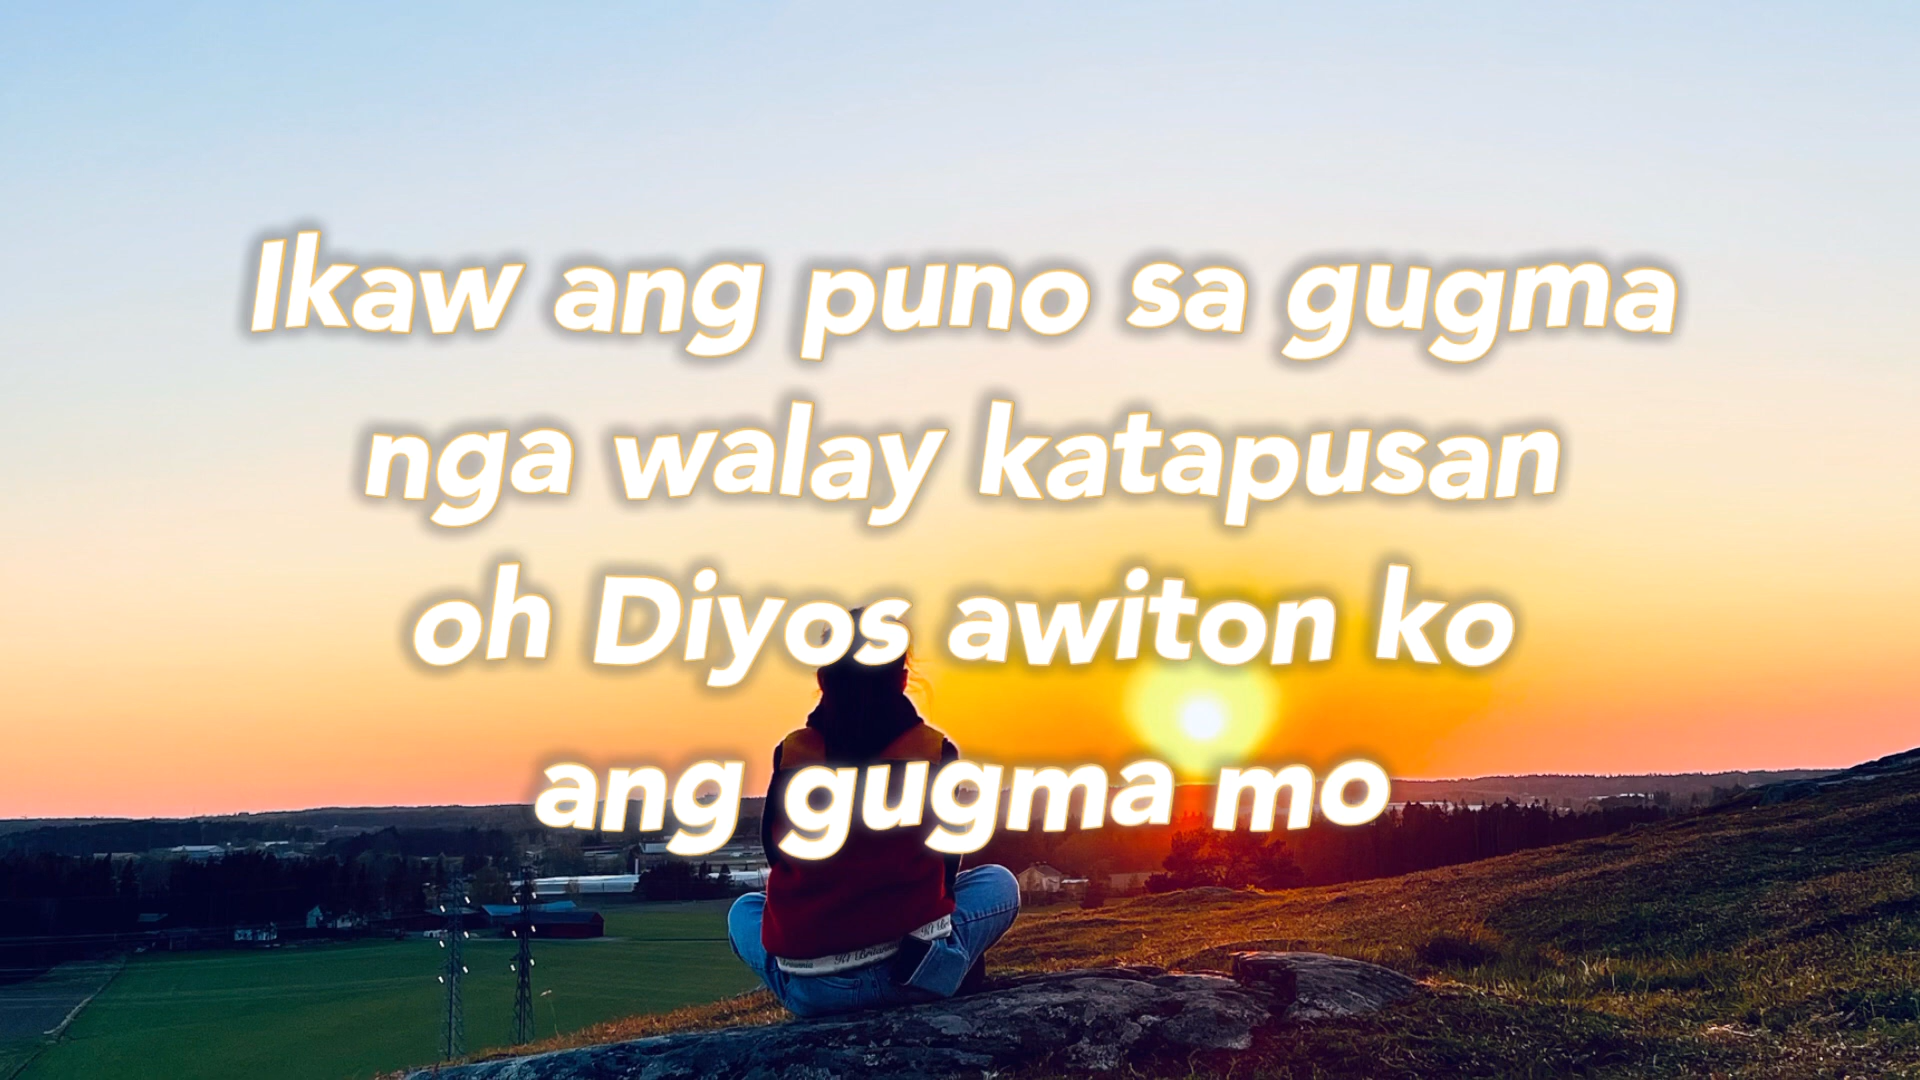 Ikaw ang puno sa gugma
nga walay katapusan
oh Diyos awiton ko
ang gugma mo